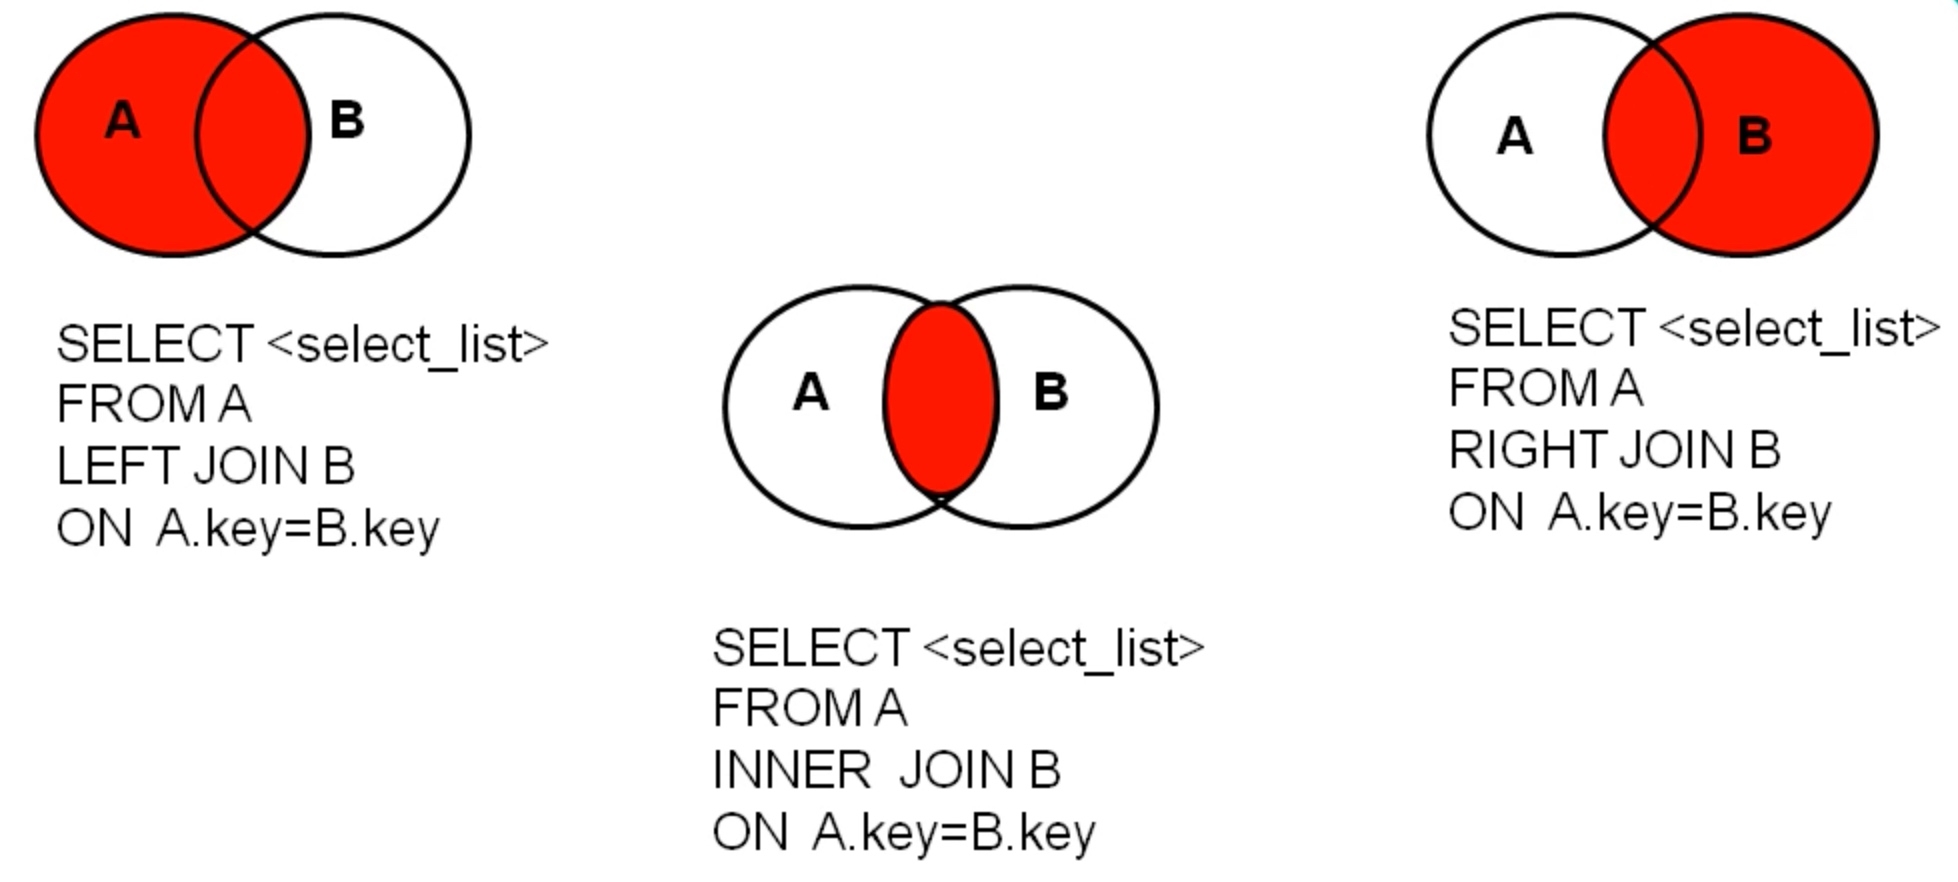 A
B
SELECT <select_list>
FROM A
LEFT JOIN B
ON A.key=B.key
A
B
SELECT <select_list>
FROM A
INNER JOIN B
ON A.key=B.key
A
B
SELECT <select_list>
FROM A
RIGHT JOIN B
ON A.key=B.key